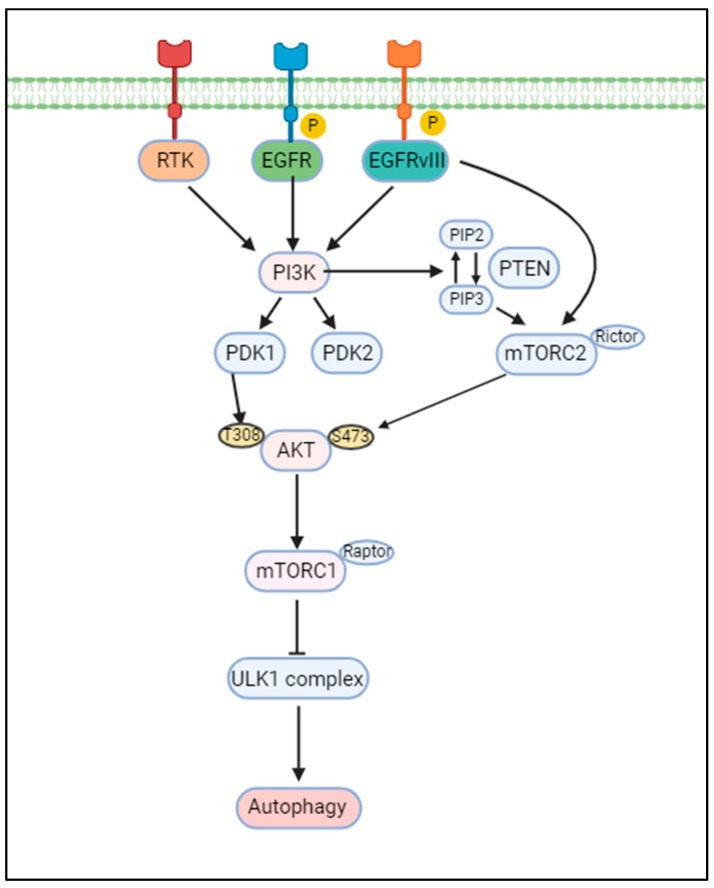 P
P
RTK
EGFR
EGFRvIII
PIP2
PTEN
PI3K
PIP3
Rictor
PDK1
PDK2
mTORC2
T308
S473
AKT
Raptor
mTORC1
ULK1 complex
Autophagy